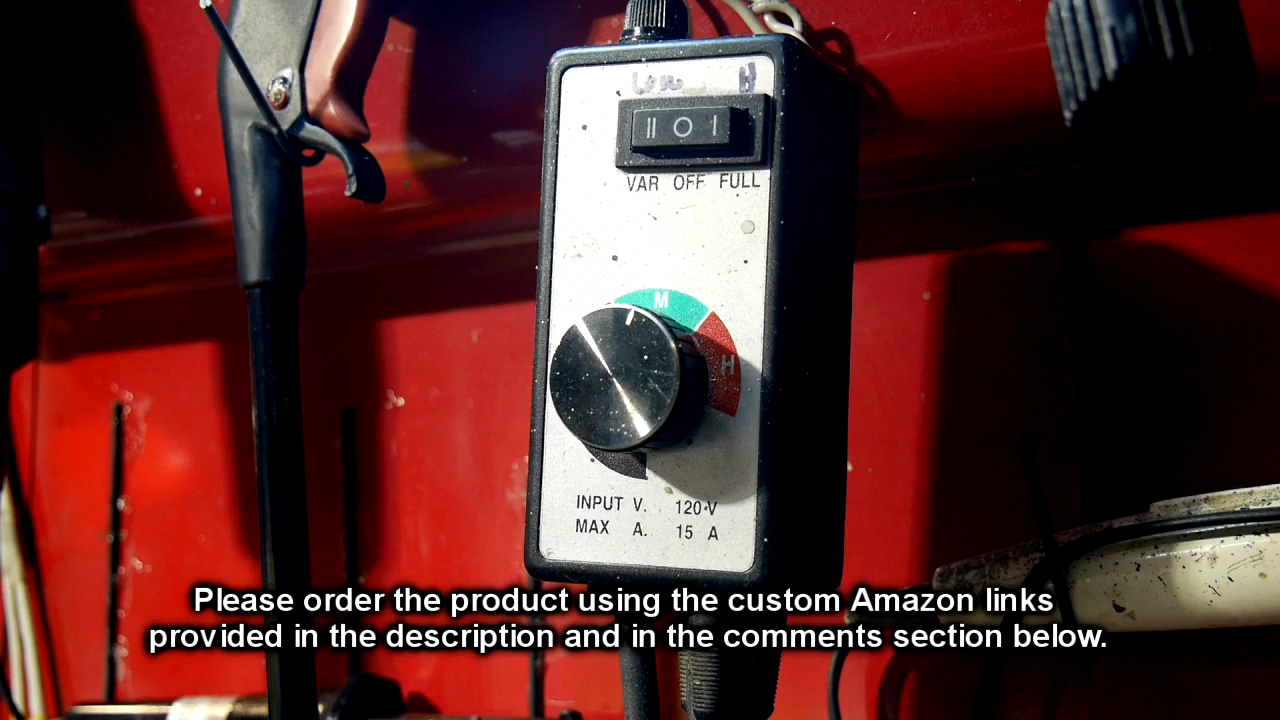 Low H
II O I
VAR OFF FULL
M
H
INPUT V. 120 V
MAX A. 15 A
Please order the product using the custom Amazon links
provided in the description and in the comments section below.